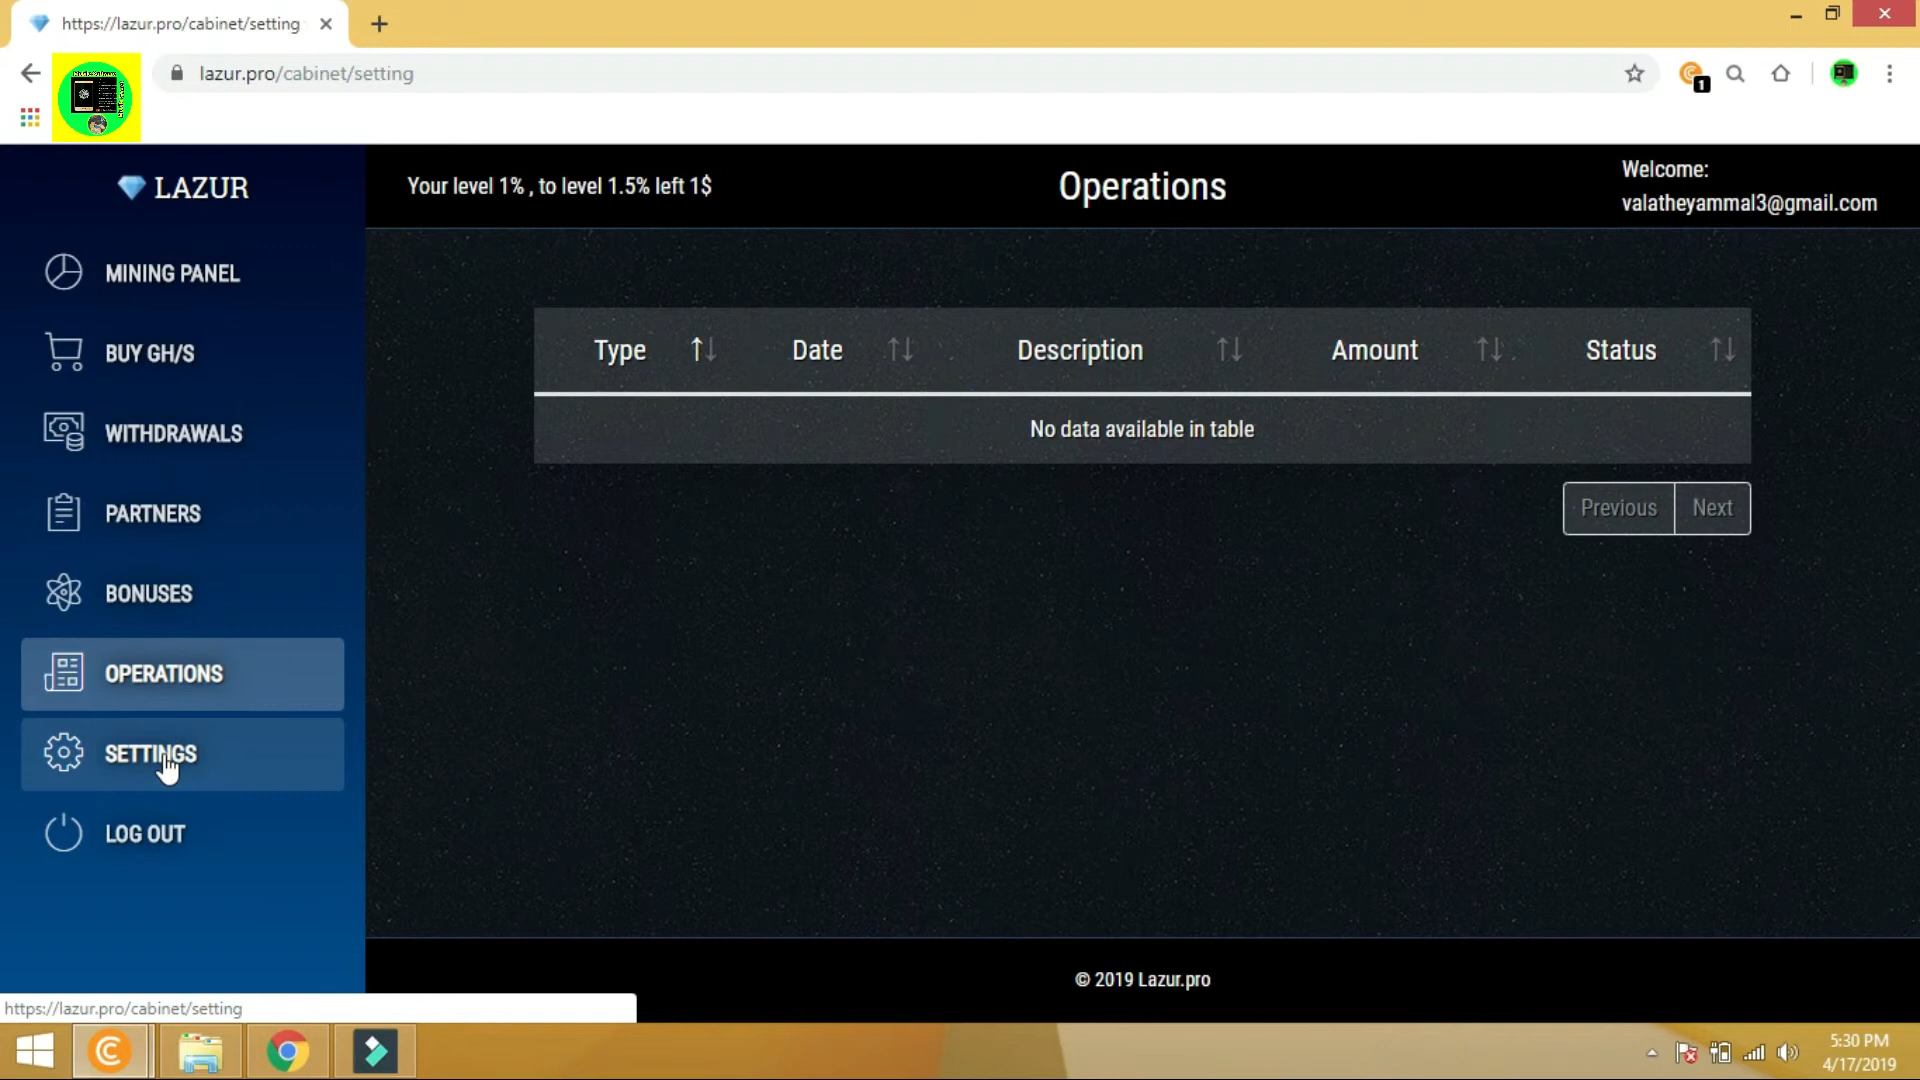 https://lazur.pro/cabinet/setting
lazur.pro/cabinet/setting
1
LAZUR
Your level 1% , to level 1.5% left 1$
Operations
Welcome:
valatheyammal3@gmail.com
MINING PANEL
BUY GH/S
WITHDRAWALS
PARTNERS
BONUSES
OPERATIONS
SETTINGS
LOG OUT
Type
Date
Description
Amount
Status
No data available in table
Previous
Next
© 2019 Lazur.pro
https://lazur.pro/cabinet/setting
5:30 PM
4/17/2019